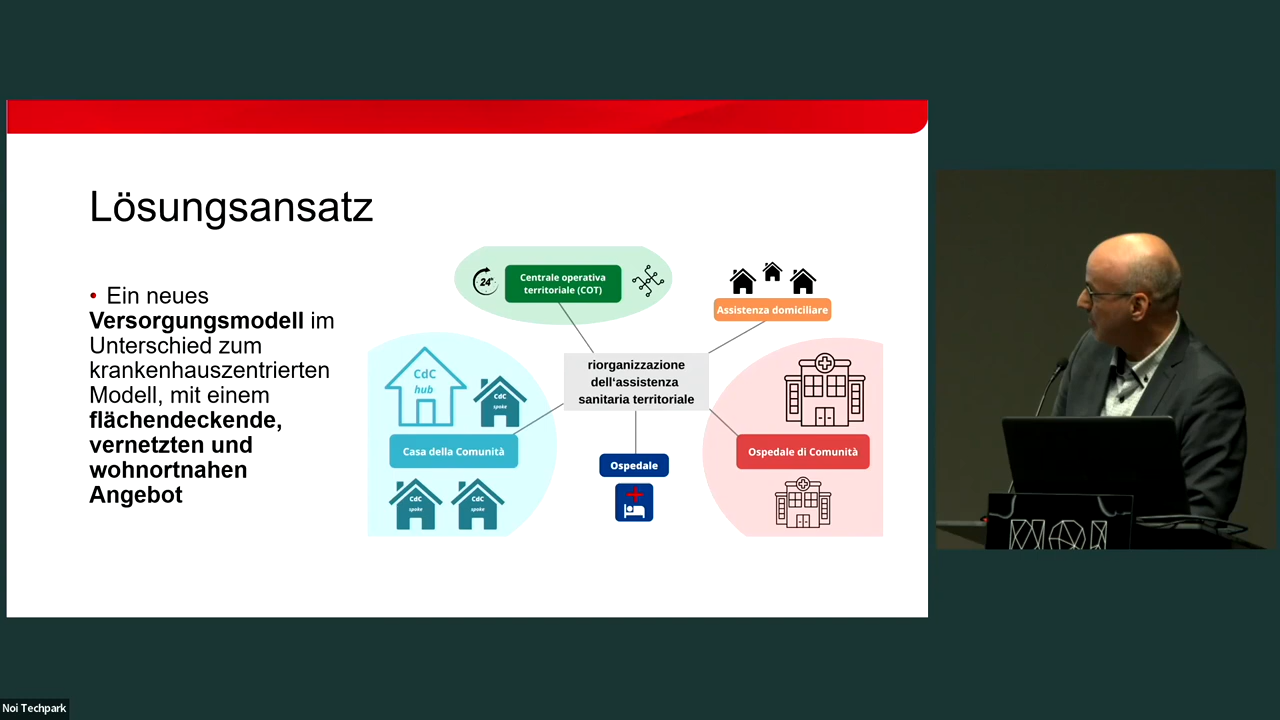 Lösungsansatz
• Ein neues
Versorgungsmodell im
Unterschied zum
krankenhauszentrierten
Modell, mit einem
flächendeckende,
vernetzten und
wohnortnahen
Angebot
24h
Centrale operativa
territoriale (COT)
Assistenza domiciliare
riorganizzazione
dell'assistenza
sanitaria territoriale
CdC
hub
CdC
spoke
Casa della Comunità
CdC
spoke
CdC
spoke
Ospedale
Ospedale di Comunità
NOI
Noi Techpark